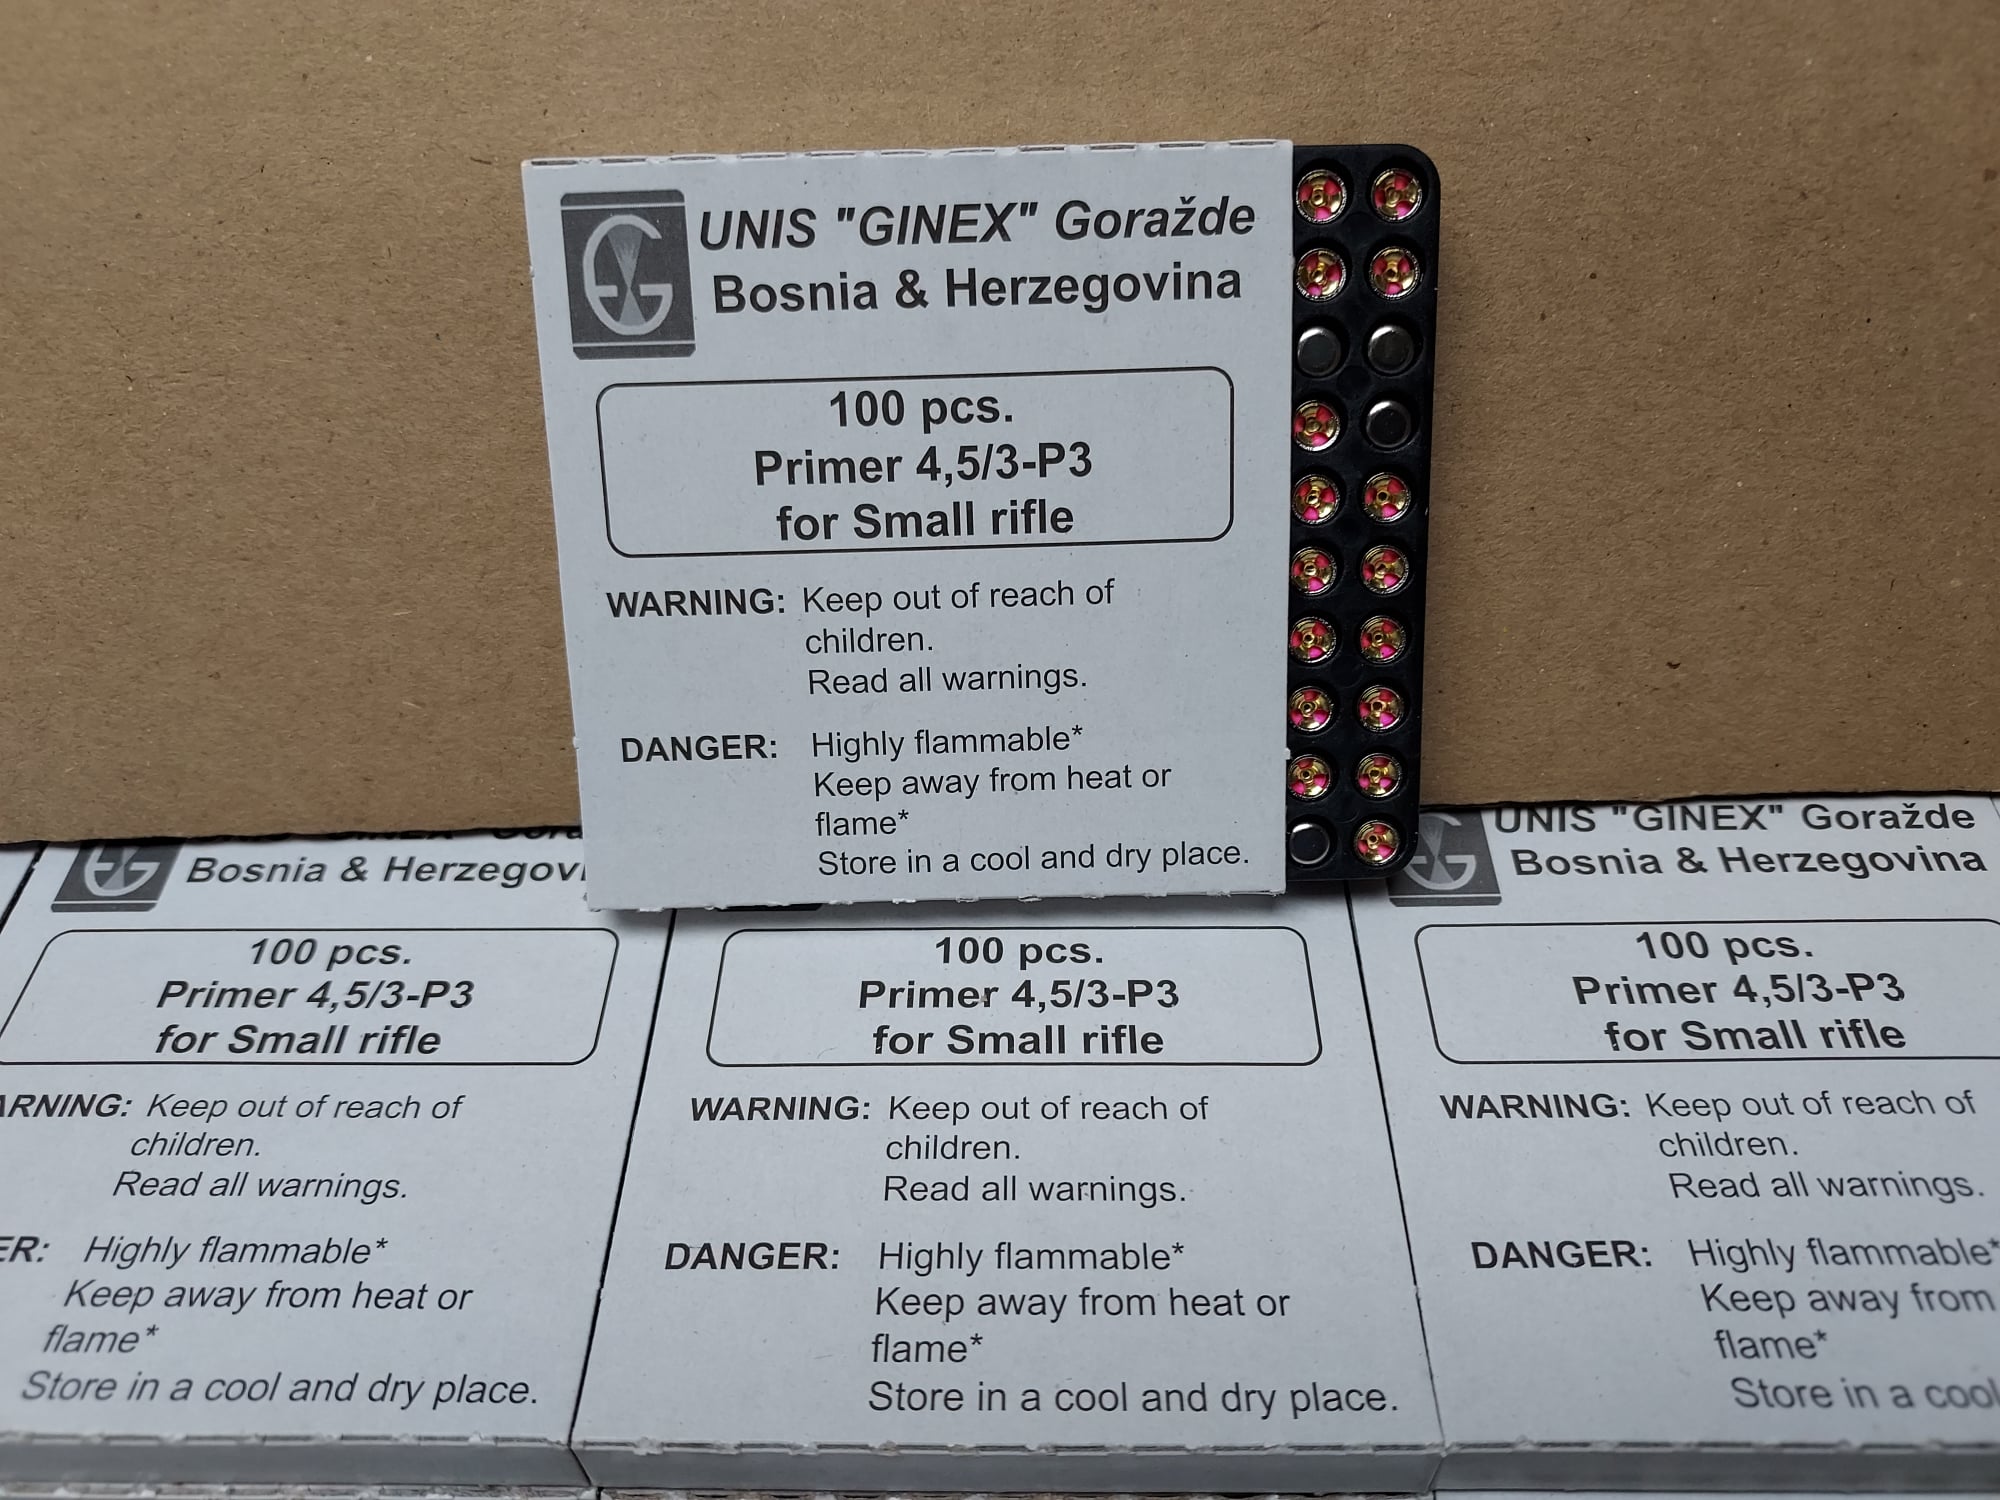 UNIS "GINEX" Goražde
Bosnia & Herzegovina
100 pcs.
Primer 4,5/3-P3
for Small rifle
WARNING: Keep out of reach of
children.
Read all warnings.
DANGER: Highly flammable*
Keep away from heat or
flame*
Store in a cool and dry place.
Bosnia & Herzegovi
100 pcs.
Primer 4,5/3-P3
for Small rifle
ARNING: Keep out of reach of
children.
Read all warnings.
ER: Highly flammable*
Keep away from heat or
flame*
Store in a cool and dry place.
100 pcs.
Primer 4,5/3-P3
for Small rifle
WARNING: Keep out of reach of
children.
Read all warnings.
DANGER: Highly flammable*
Keep away from heat or
flame*
Store in a cool and dry place.
UNIS "GINEX" Goražde
Bosnia & Herzegovina
100 pcs.
Primer 4,5/3-P3
for Small rifle
WARNING: Keep out of reach of
children.
Read all warnings.
DANGER: Highly flammable*
Keep away from
flame*
Store in a cool